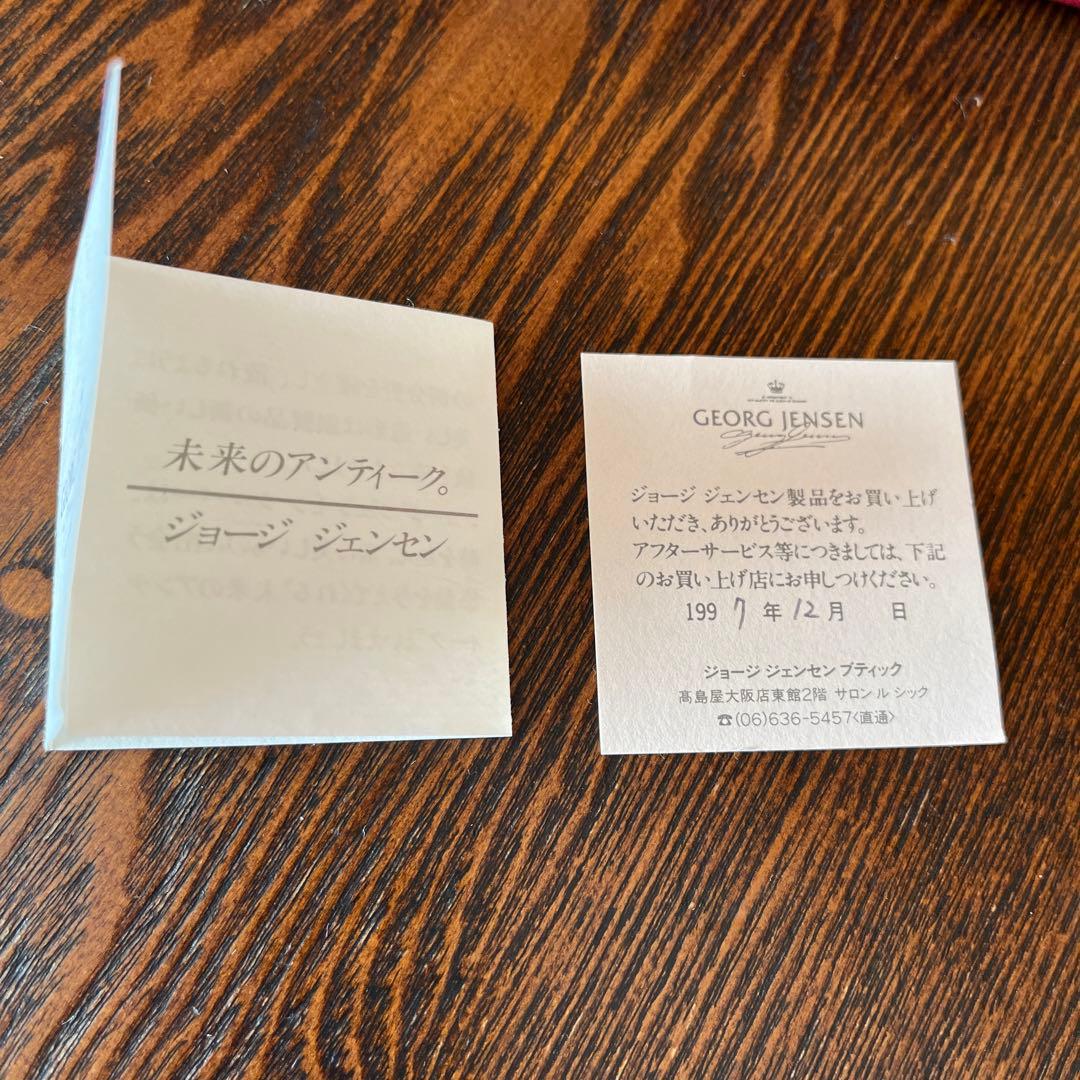 未来のアンティーク。
ジョージ ジェンセン
GEORG JENSEN
ジョージ ジェンセン製品をお買い上げ
いただき、ありがとうございます。
アフターサービス等につきましては、下記
のお買い上げ店にお申しつけください。
1997年12月 日
ジョージ ジェンセン ブティック
髙島屋大阪店東館2階 サロン ル シック
☎(06)636-5457〈直通〉